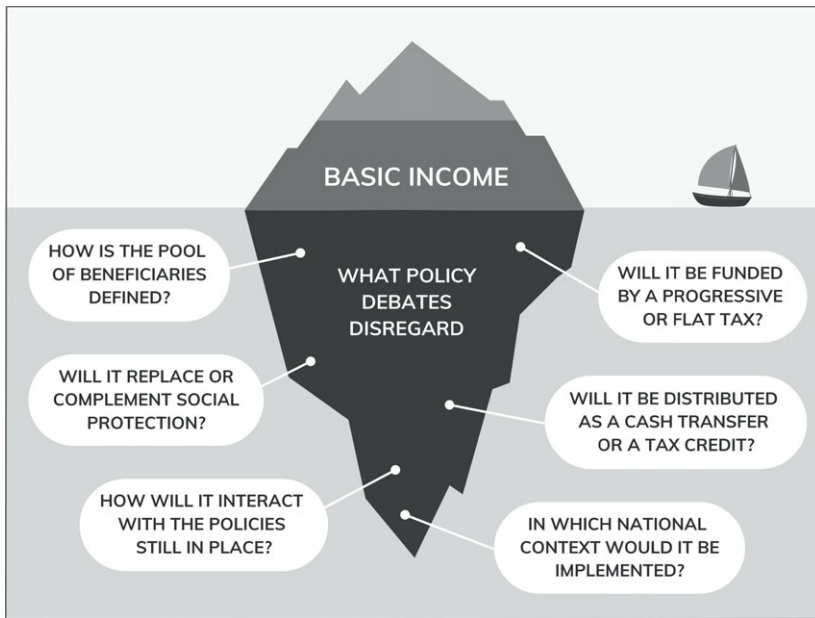 BASIC INCOME
WHAT POLICY
DEBATES
DISREGARD
HOW IS THE POOL
OF BENEFICIARIES
DEFINED?
WILL IT BE FUNDED
BY A PROGRESSIVE
OR FLAT TAX?
WILL IT REPLACE OR
COMPLEMENT SOCIAL
PROTECTION?
WILL IT BE DISTRIBUTED
AS A CASH TRANSFER
OR A TAX CREDIT?
HOW WILL IT INTERACT
WITH THE POLICIES
STILL IN PLACE?
IN WHICH NATIONAL
CONTEXT WOULD IT BE
IMPLEMENTED?